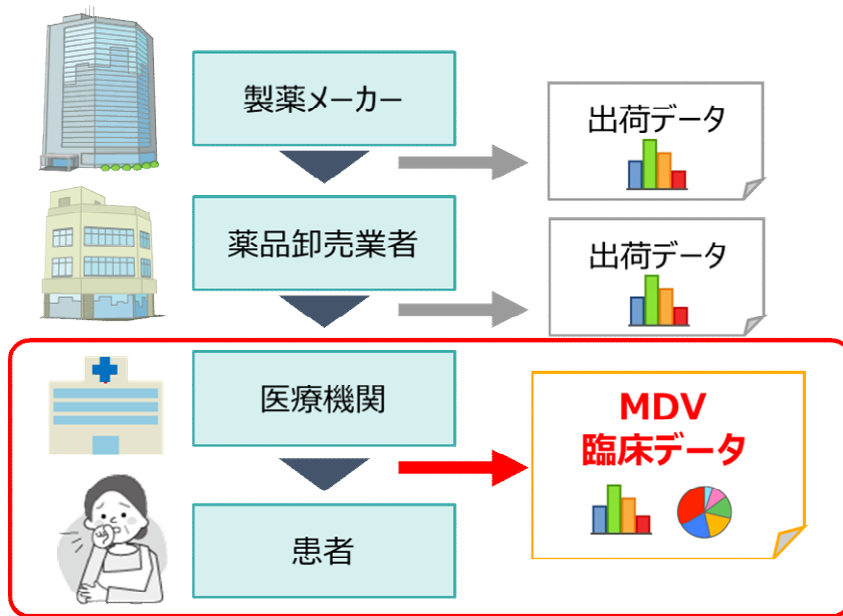 製薬メーカー
出荷データ
薬品卸売業者
出荷データ
医療機関
MDV
臨床データ
患者